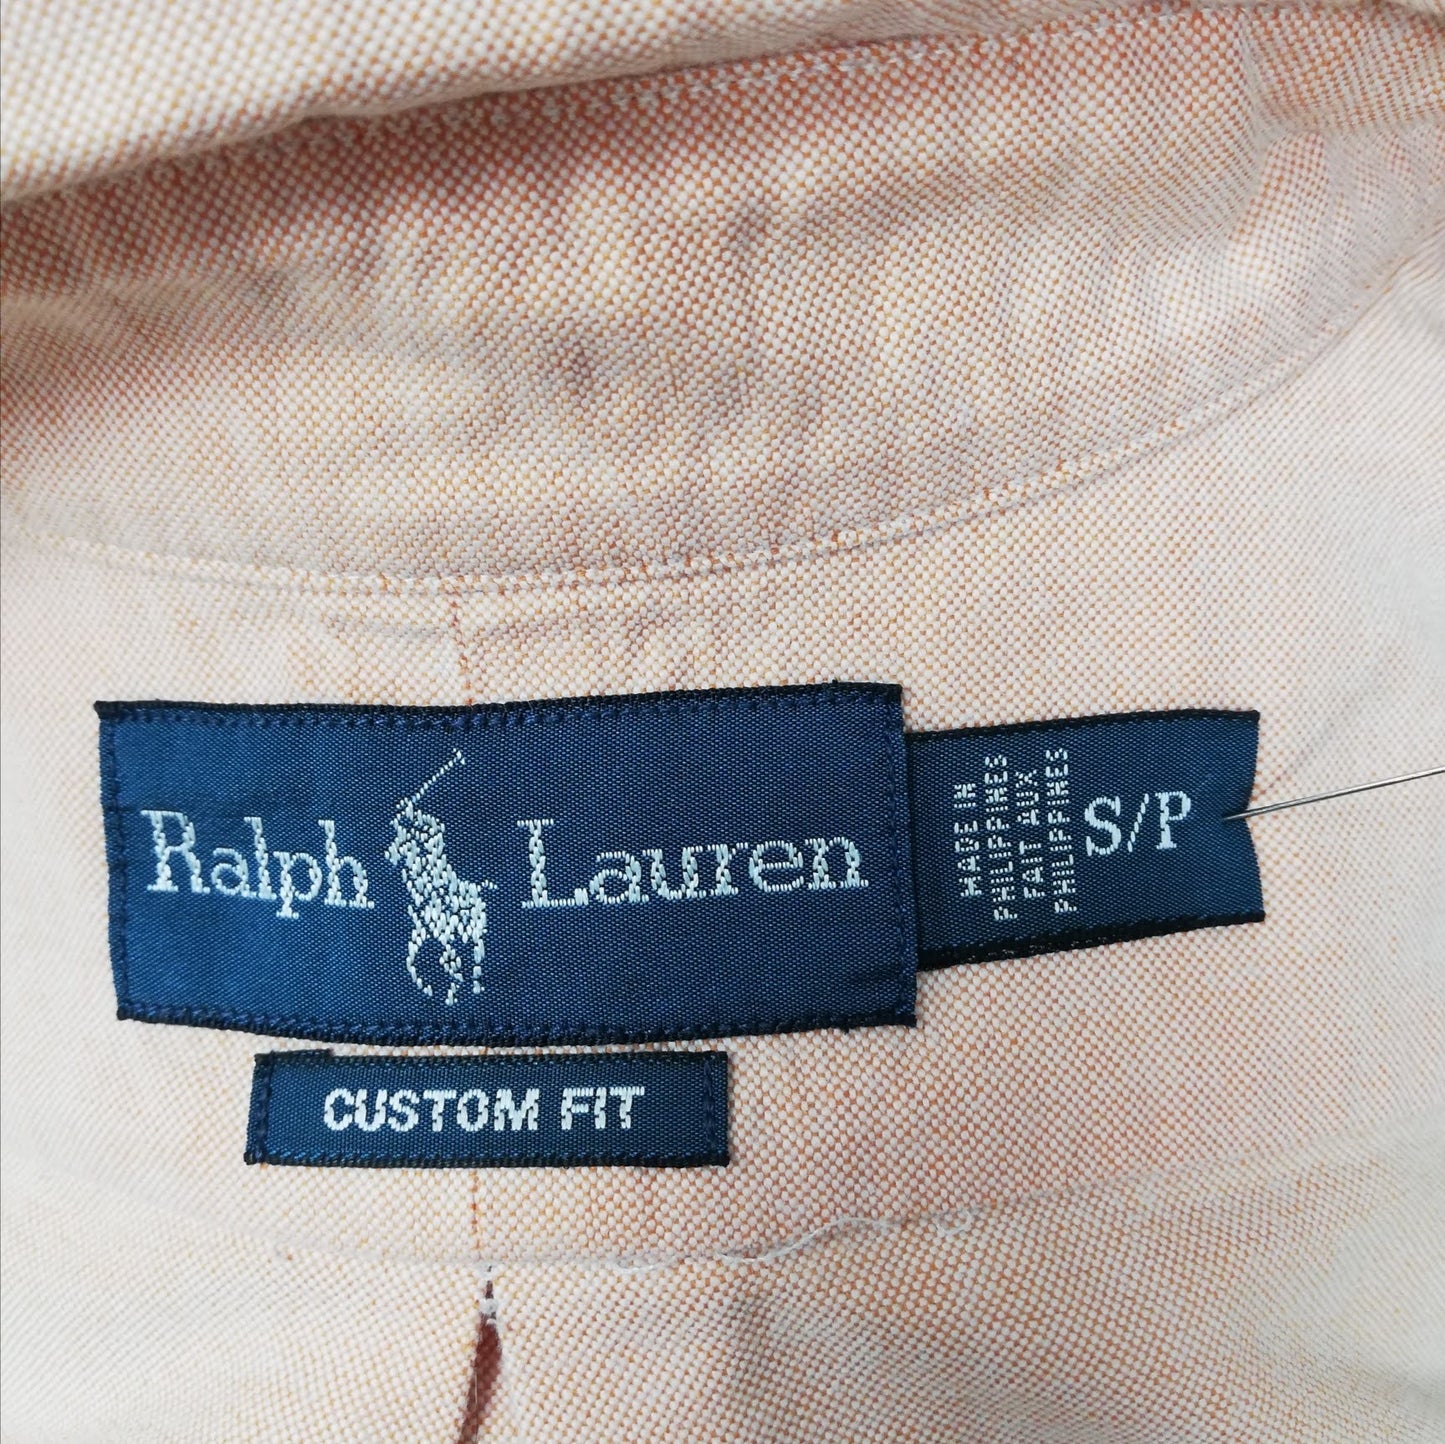 Ralph Lauren
MADE IN
PHILIPPINES
FAIT AUX
PHILIPPINES
S/P
CUSTOM FIT